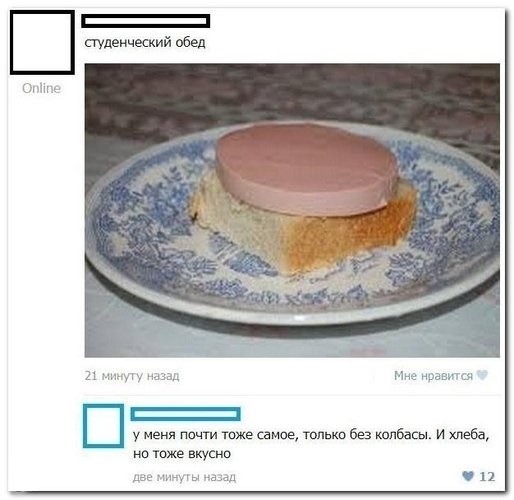 студенческий обед
Online
21 минуту назад
Мне нравится
у меня почти тоже самое, только без колбасы. И хлеба,
но тоже вкусно
две минуты назад
12